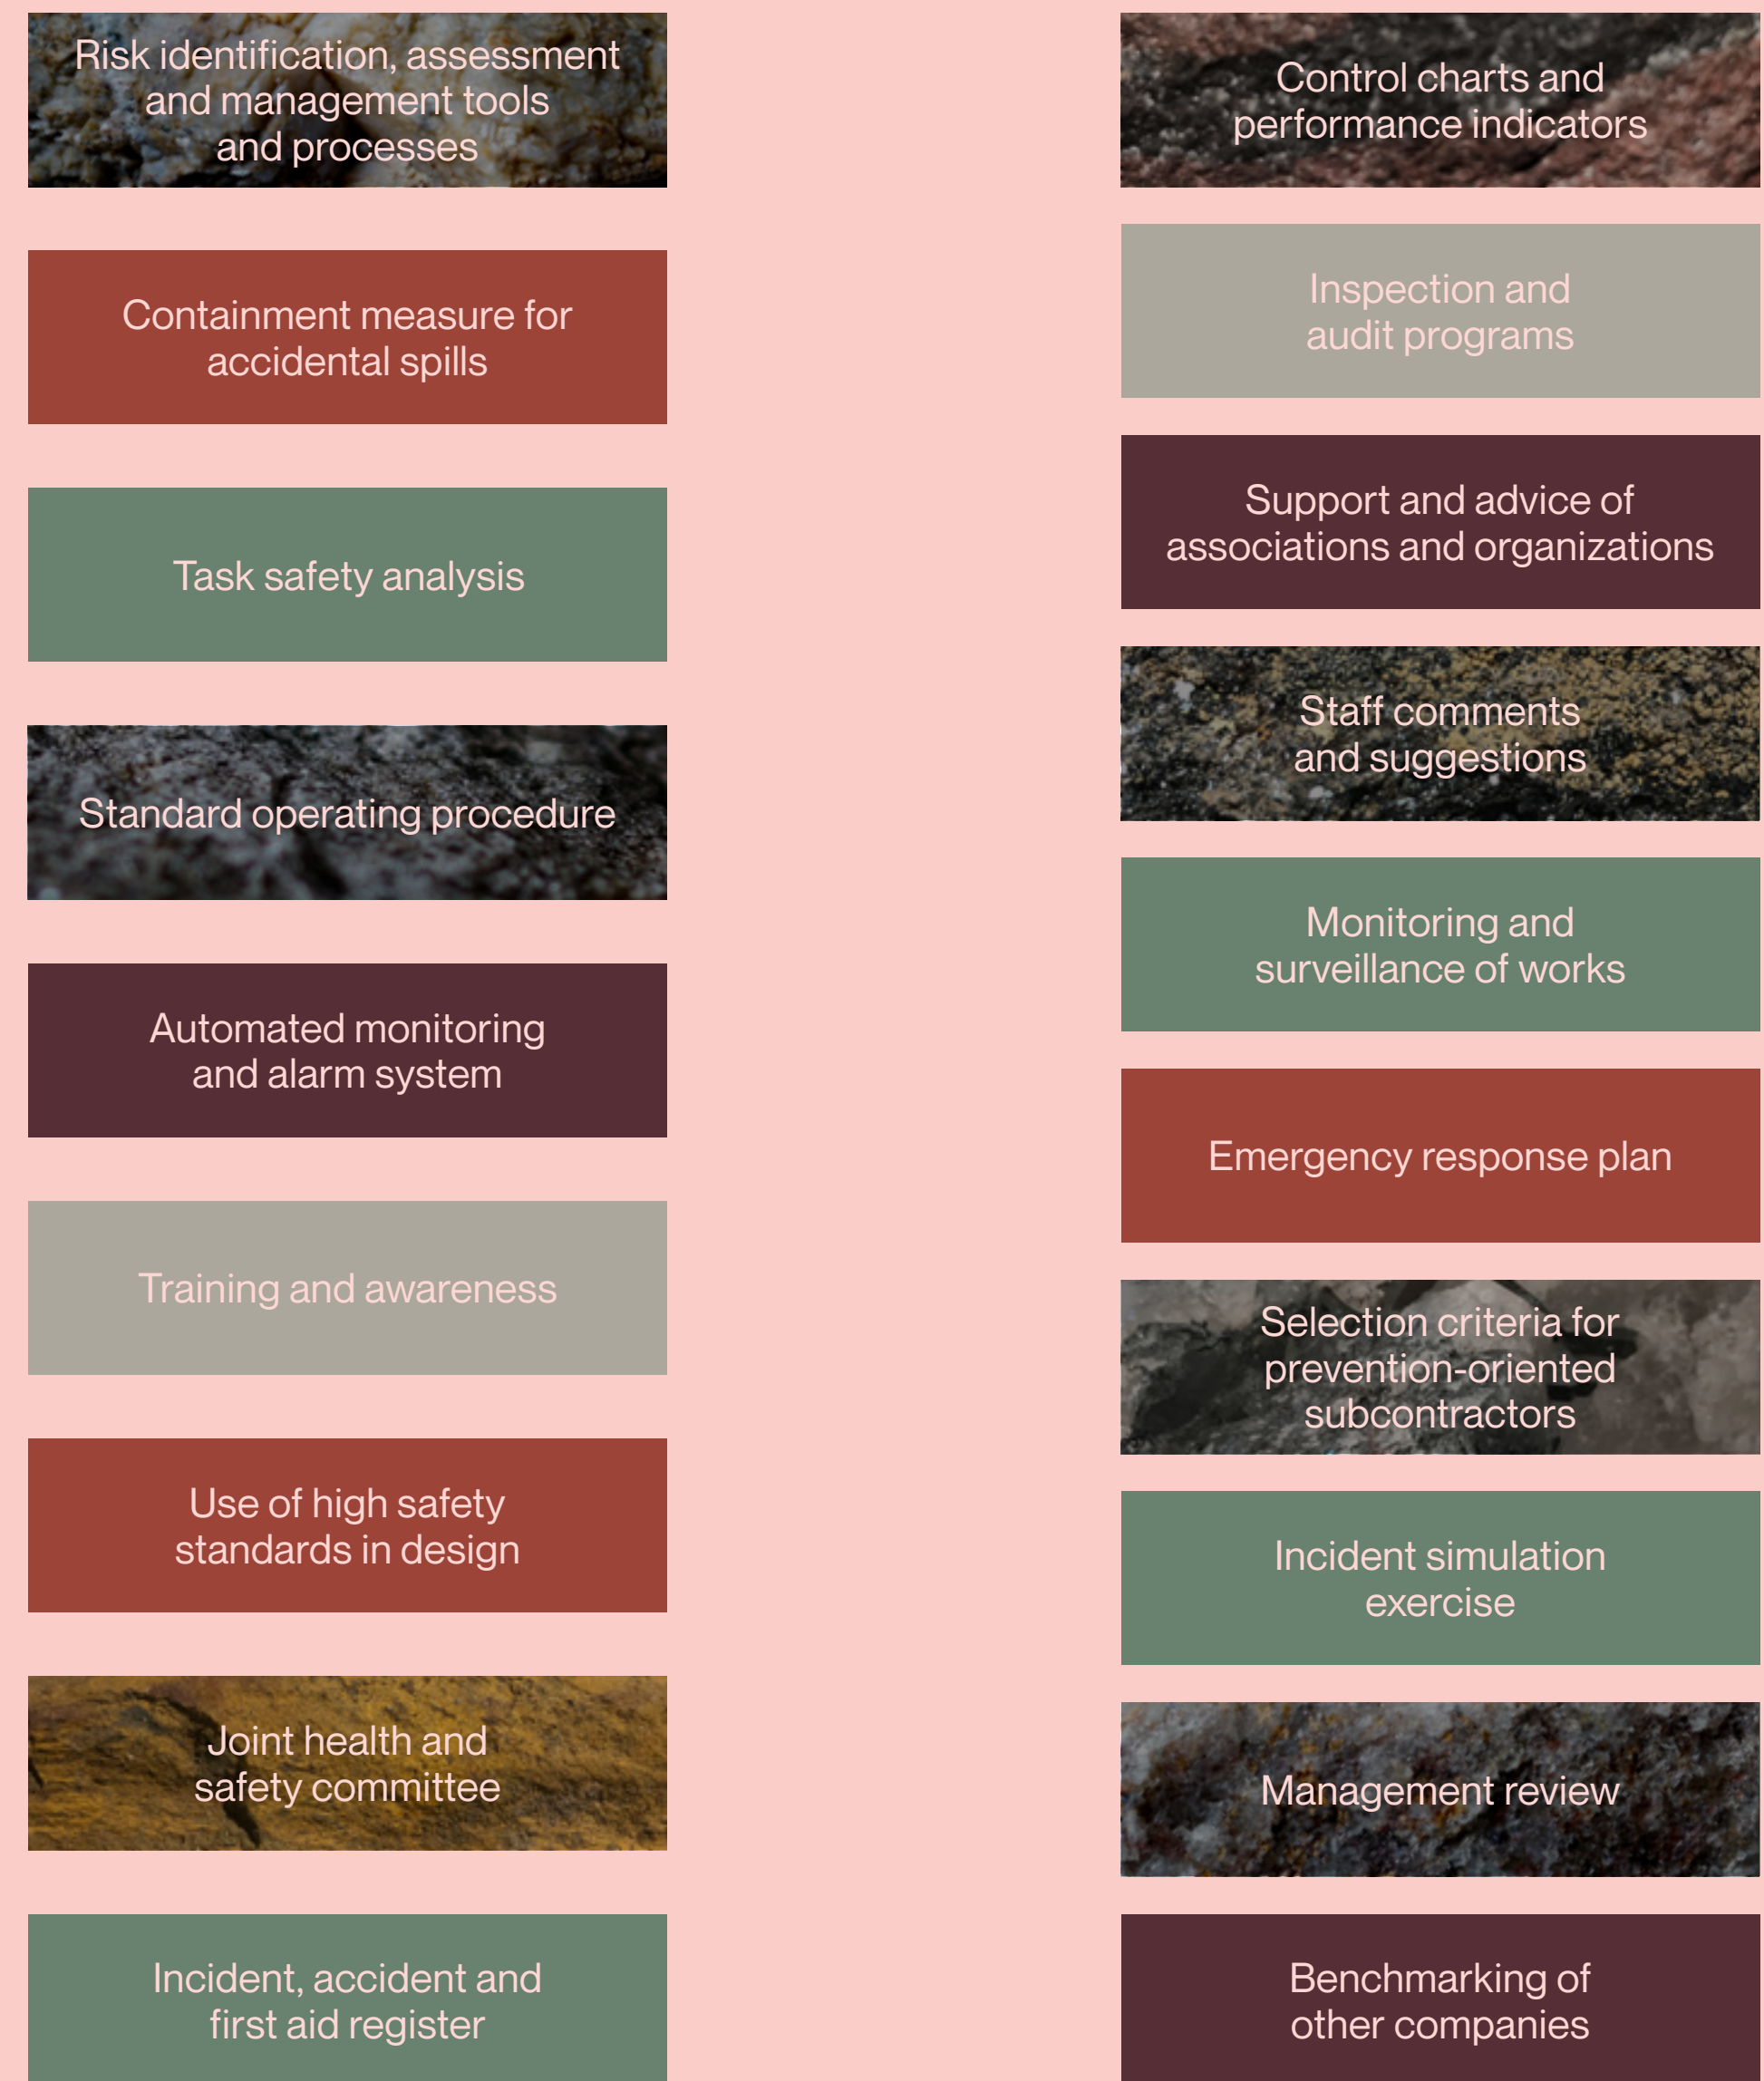 Risk identification, assessment
and management tools
and processes
Containment measure for
accidental spills
Task safety analysis
Standard operating procedure
Automated monitoring
and alarm system
Training and awareness
Use of high safety
standards in design
Joint health and
safety committee
Incident, accident and
first aid register
Control charts and
performance indicators
Inspection and
audit programs
Support and advice of
associations and organizations
Staff comments
and suggestions
Monitoring and
surveillance of works
Emergency response plan
Selection criteria for
prevention-oriented
subcontractors
Incident simulation
exercise
Management review
Benchmarking of
other companies